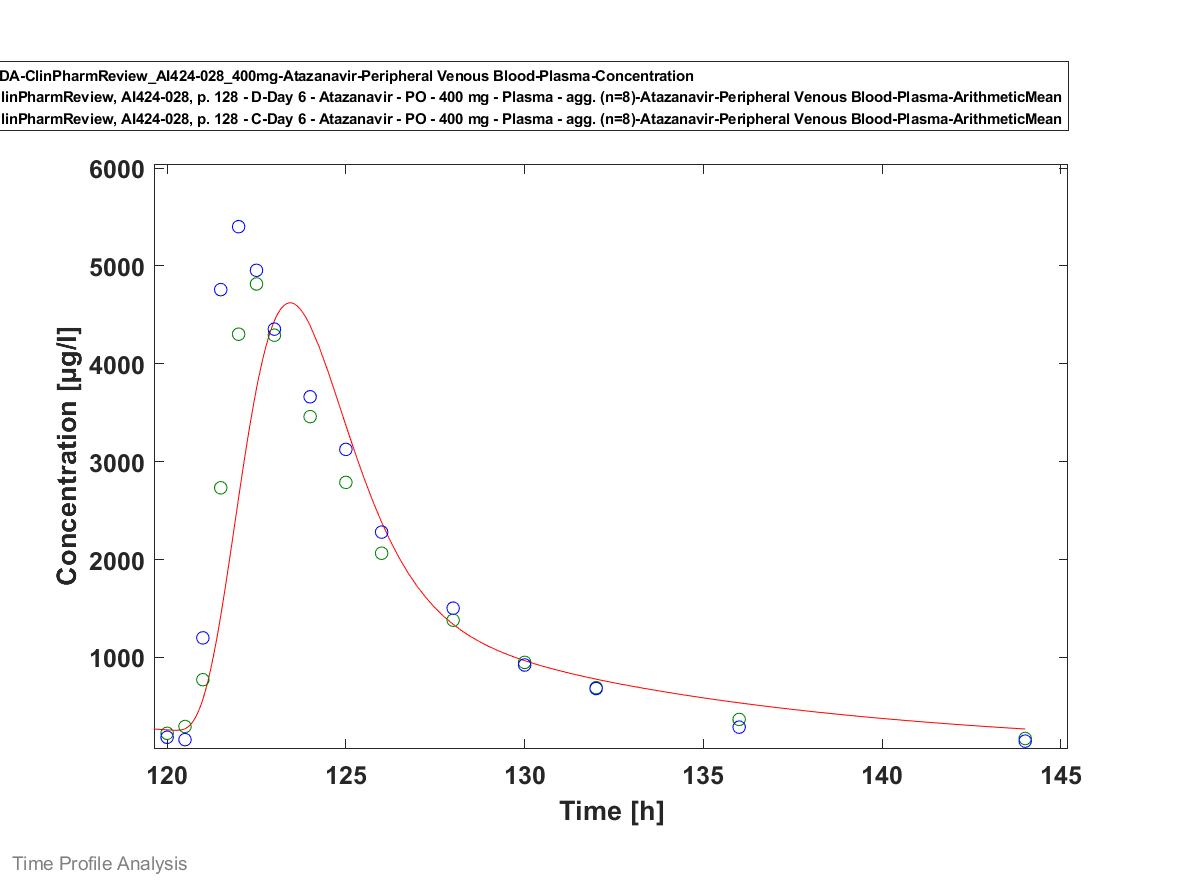 DA-ClinPharmReview_AI424-028_400mg-Atazanavir-Peripheral Venous Blood-Plasma-Concentration
linPharmReview, AI424-028, p. 128 - D-Day 6 - Atazanavir - PO - 400 mg - Plasma - agg. (n=8)-Atazanavir-Peripheral Venous Blood-Plasma-ArithmeticMean
linPharmReview, AI424-028, p. 128 - C-Day 6 - Atazanavir - PO - 400 mg - Plasma - agg. (n=8)-Atazanavir-Peripheral Venous Blood-Plasma-ArithmeticMean
6000
5000
4000
3000
2000
1000
Concentration [µg/l]
120 125 130 135 140 145
Time [h]
Time Profile Analysis